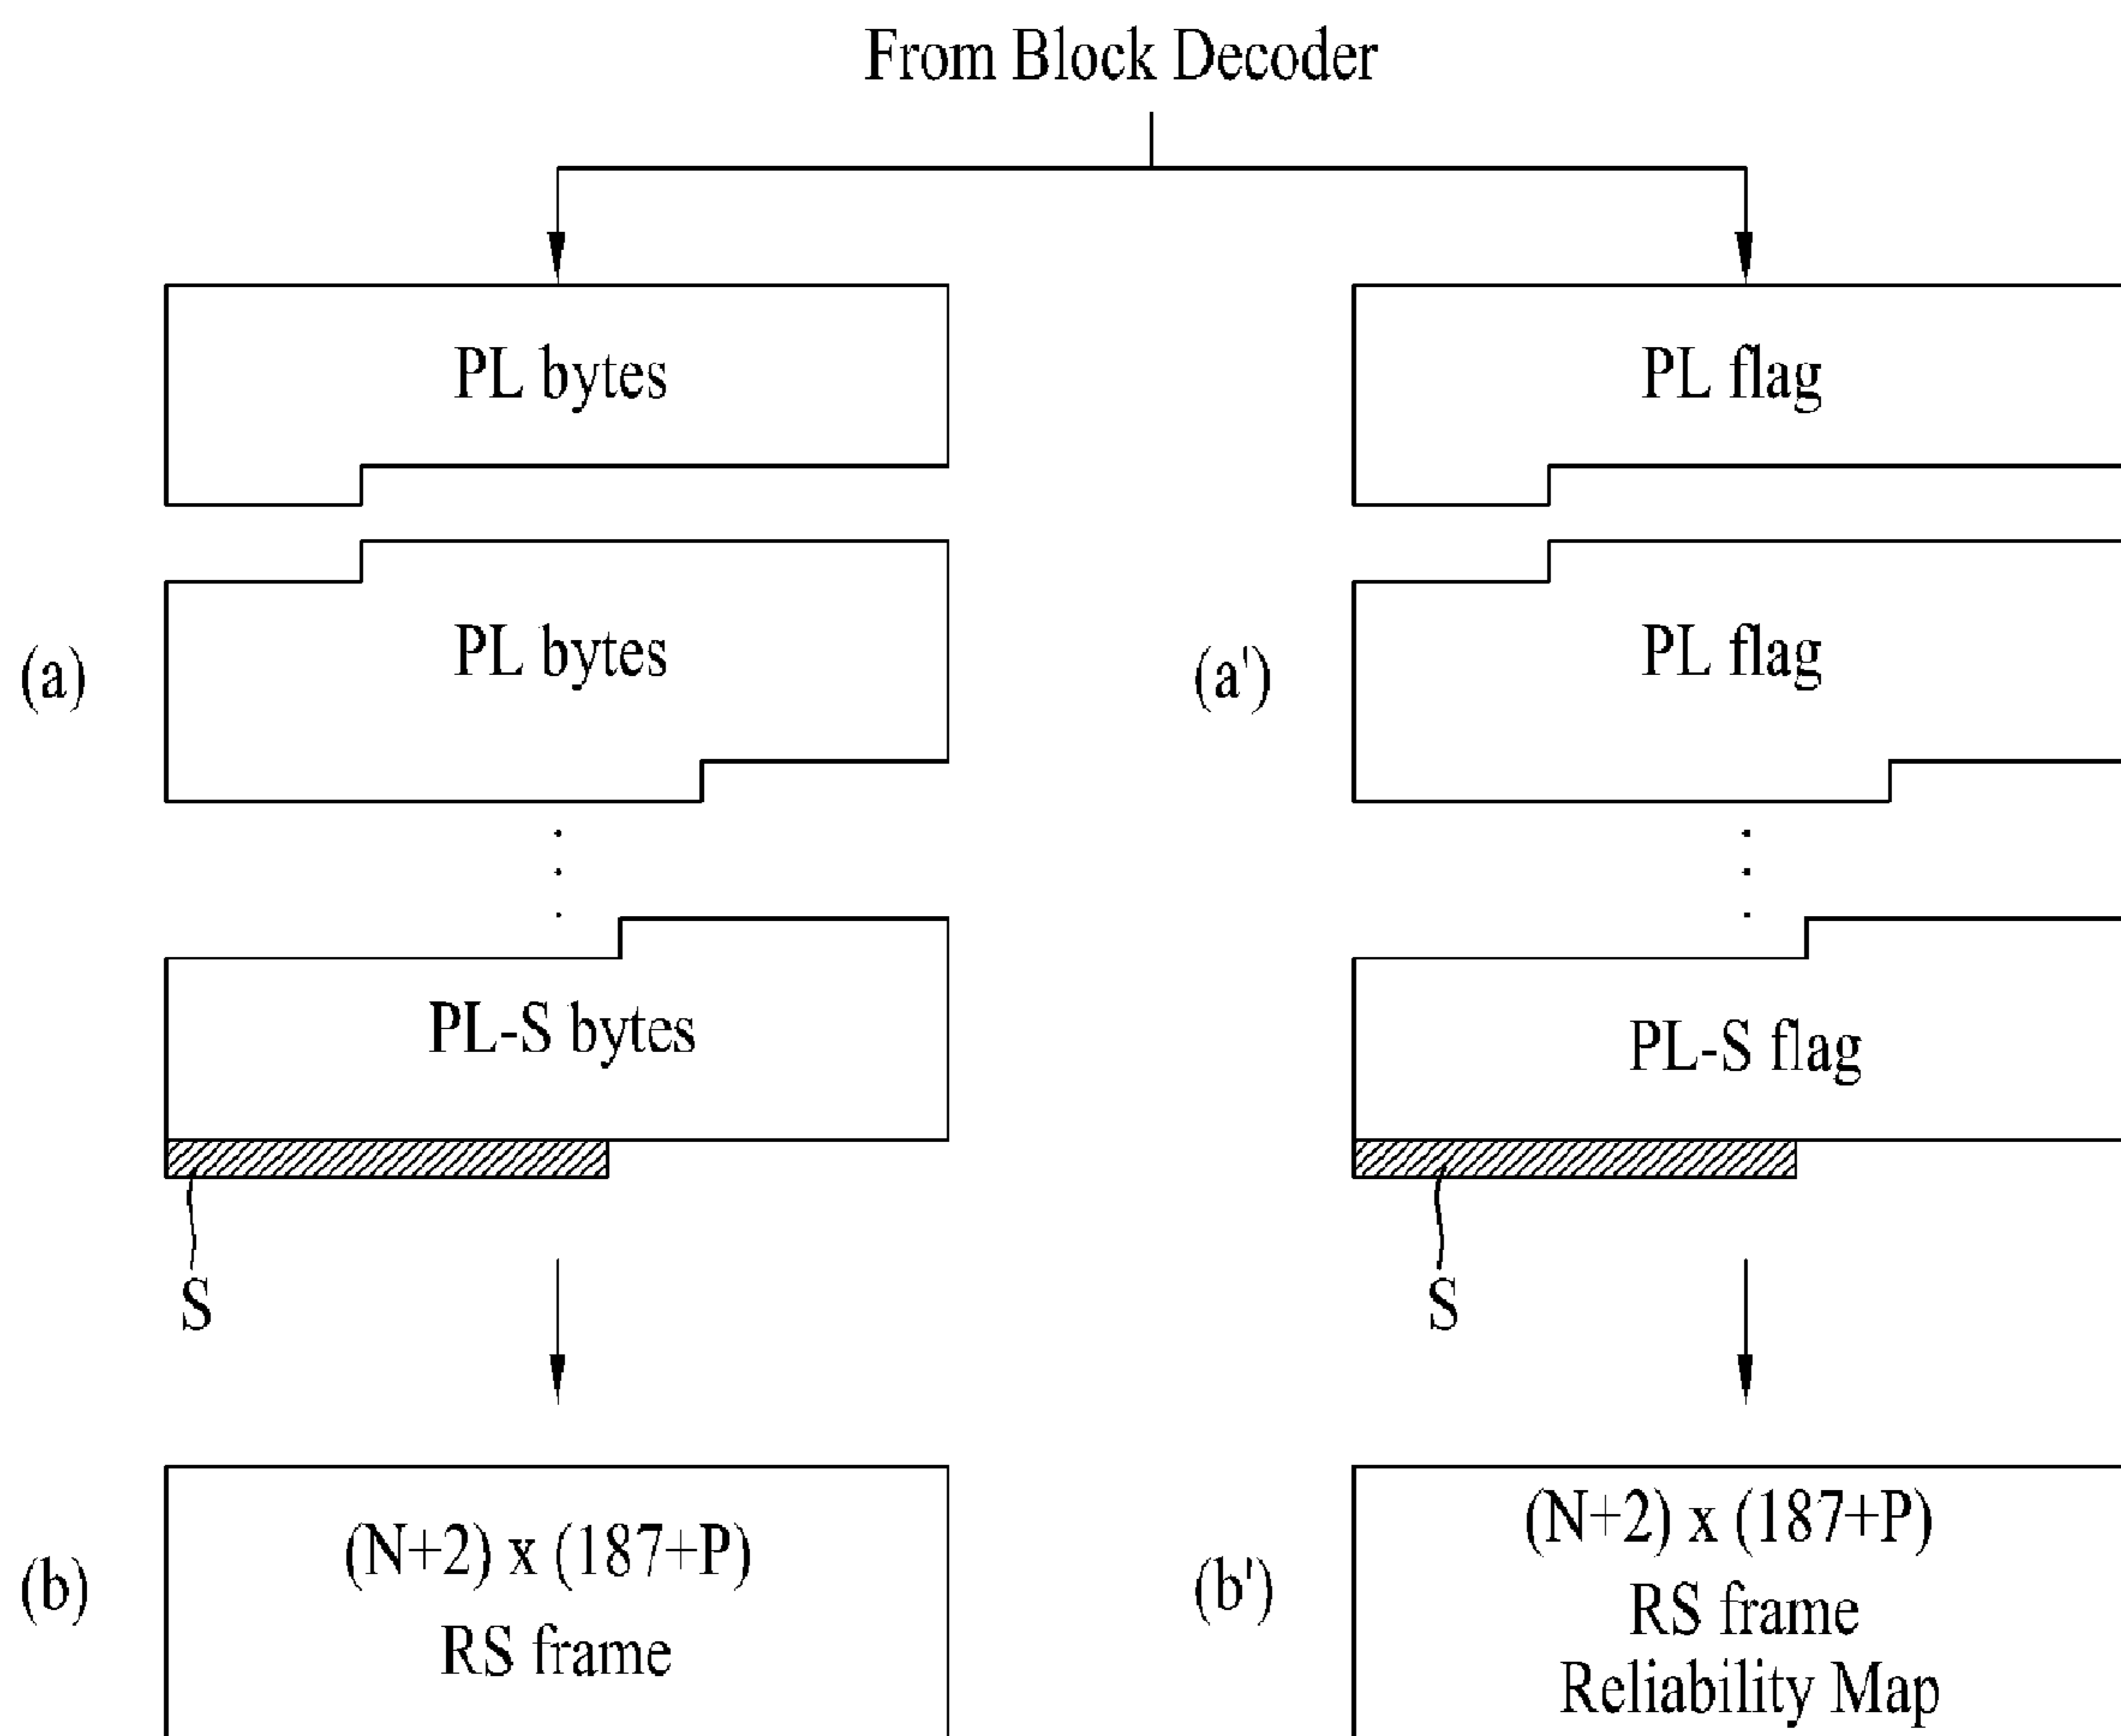 From Block Decoder
PL bytes
PL flag
PL bytes
PL flag
(a)
(a')
PL-S bytes
PL-S flag
S
S
(N+2) x (187+P)
RS frame
(N+2) x (187+P)
RS frame
Reliability Map
(b)
(b')